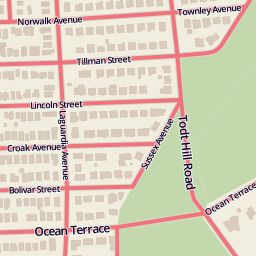 Townley Avenue
Norwalk Avenue
Tillman Street
Lincoln Street
Laguardia Avenue
Todt Hill Road
Croak Avenue
Sussex Avenue
Bolivar Street
Ocean Terrace
Ocean Terrace